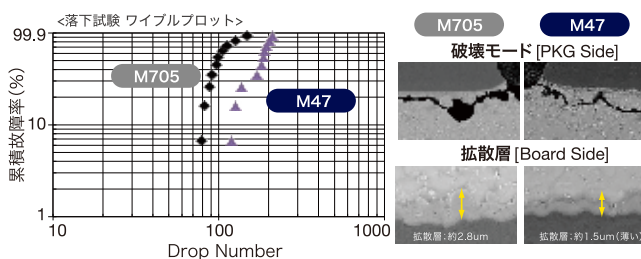 <落下試験 ワイブルプロット>
累積故障率(%)
99.9
10
1
M705
M47
10
100
1000
Drop Number
M705
M47
破壊モード[PKG Side]
拡散層[Board Side]
拡散層:約2.8um
拡散層:約1.5um(薄い)